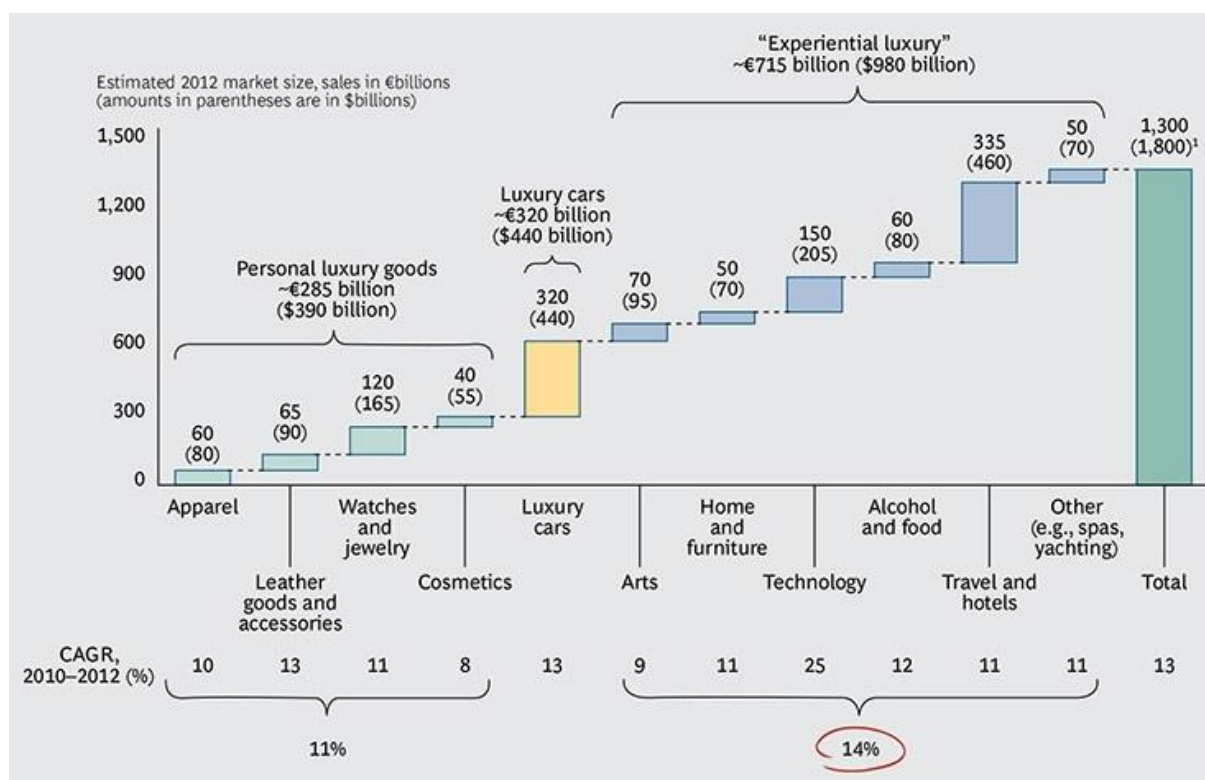 “Experiential luxury”
~€715 billion ($980 billion)
Estimated 2012 market size, sales in €billions
(amounts in parentheses are in $billions)
1,500
1,200
900
600
300
0
Personal luxury goods
~€285 billion
($390 billion)
Luxury cars
~€320 billion
($440 billion)
60
(80)
65
(90)
120
(165)
40
(55)
320
(440)
70
(95)
50
(70)
150
(205)
60
(80)
335
(460)
50
(70)
1,300
(1,800)¹
Apparel
Leather
goods and
accessories
Watches
and
jewelry
Cosmetics
Luxury
cars
Arts
Home
and
furniture
Technology
Alcohol
and food
Travel and
hotels
Other
(e.g., spas,
yachting)
Total
CAGR,
2010–2012 (%)
10 13 11 8 13 9 11 25 12 11 11 13
11%
14%